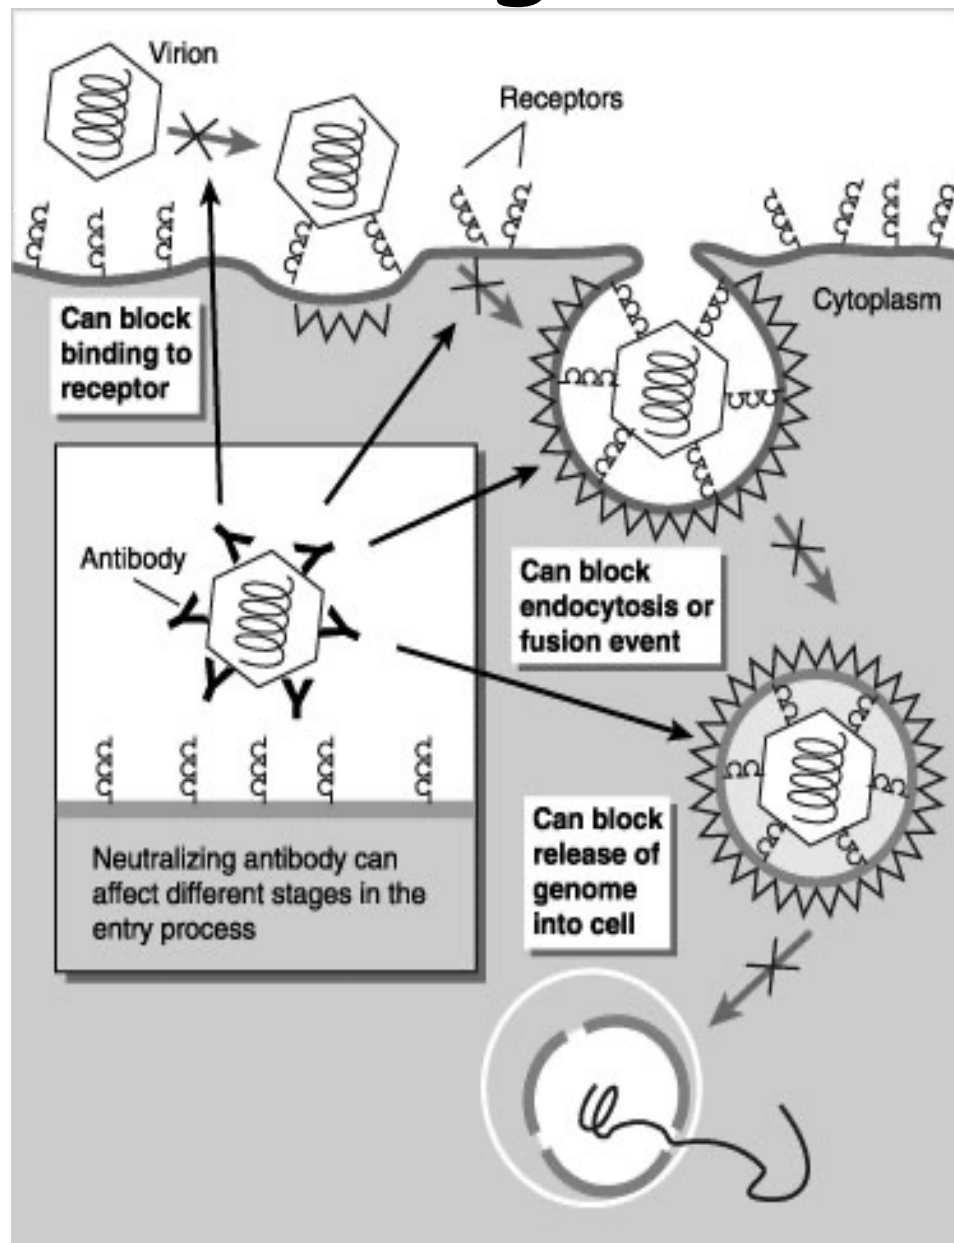 Virion
Receptors
Cytoplasm
Can block
binding to
receptor
Antibody
Can block
endocytosis or
fusion event
Neutralizing antibody can
affect different stages in the
entry process
Can block
release of
genome
into cell